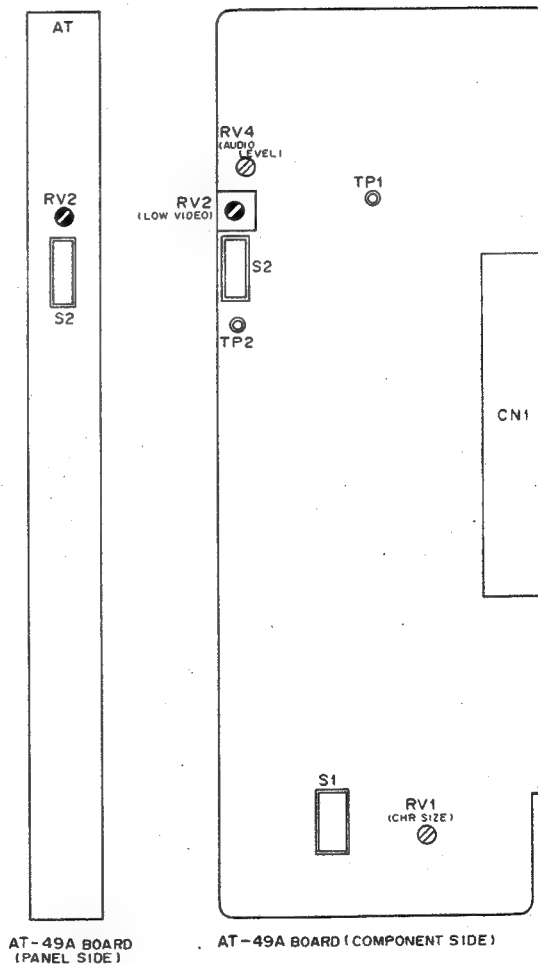 AT
RV2
S2
RV4
(AUDIO
LEVEL)
RV2
(LOW VIDEO)
S2
TP2
TP1
CN1
S1
RV1
(CHR SIZE)
AT-49A BOARD
(PANEL SIDE)
AT-49A BOARD (COMPONENT SIDE)